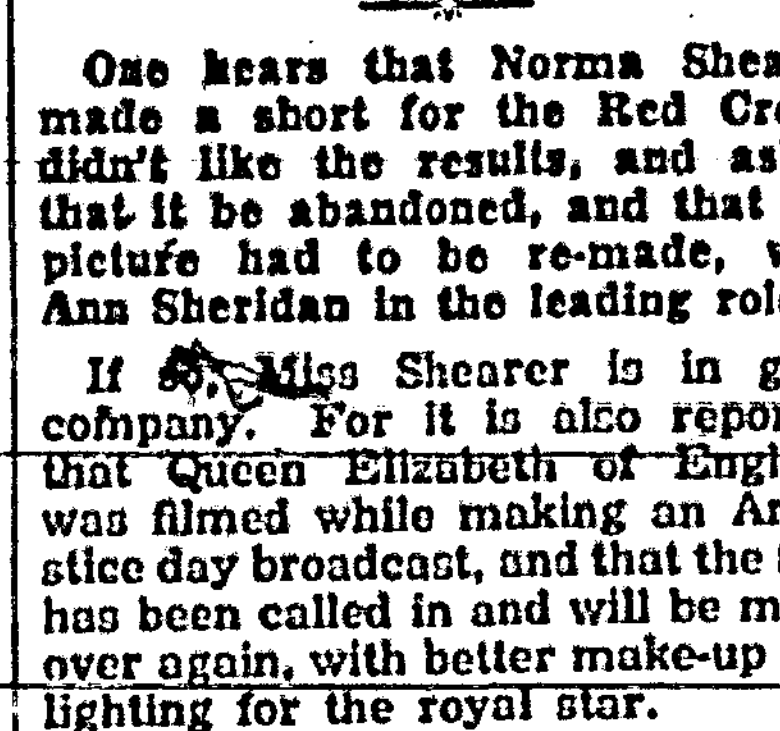 One hears that Norma Shea
made a short for the Red Cro
didn't like the results, and as
that it be abandoned, and that
picture had to be re-made, w
Ann Sheridan in the leading rol
If so, Miss Shearer is in g
company. For it is also repor
that Queen Elizabeth of Engl
was filmed while making an Ar
stice day broadcast, and that the
has been called in and will be m
over again, with better make-up
lighting for the royal star.